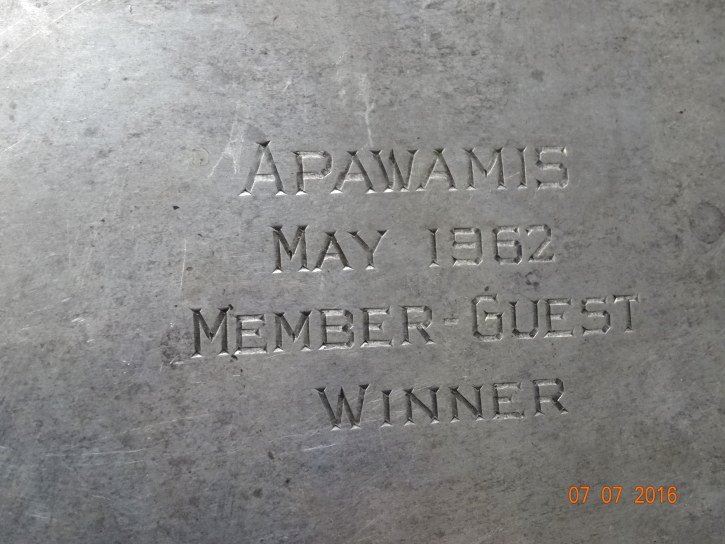 APAWAMIS
MAY 1962
MEMBER-GUEST
WINNER
07 07 2016